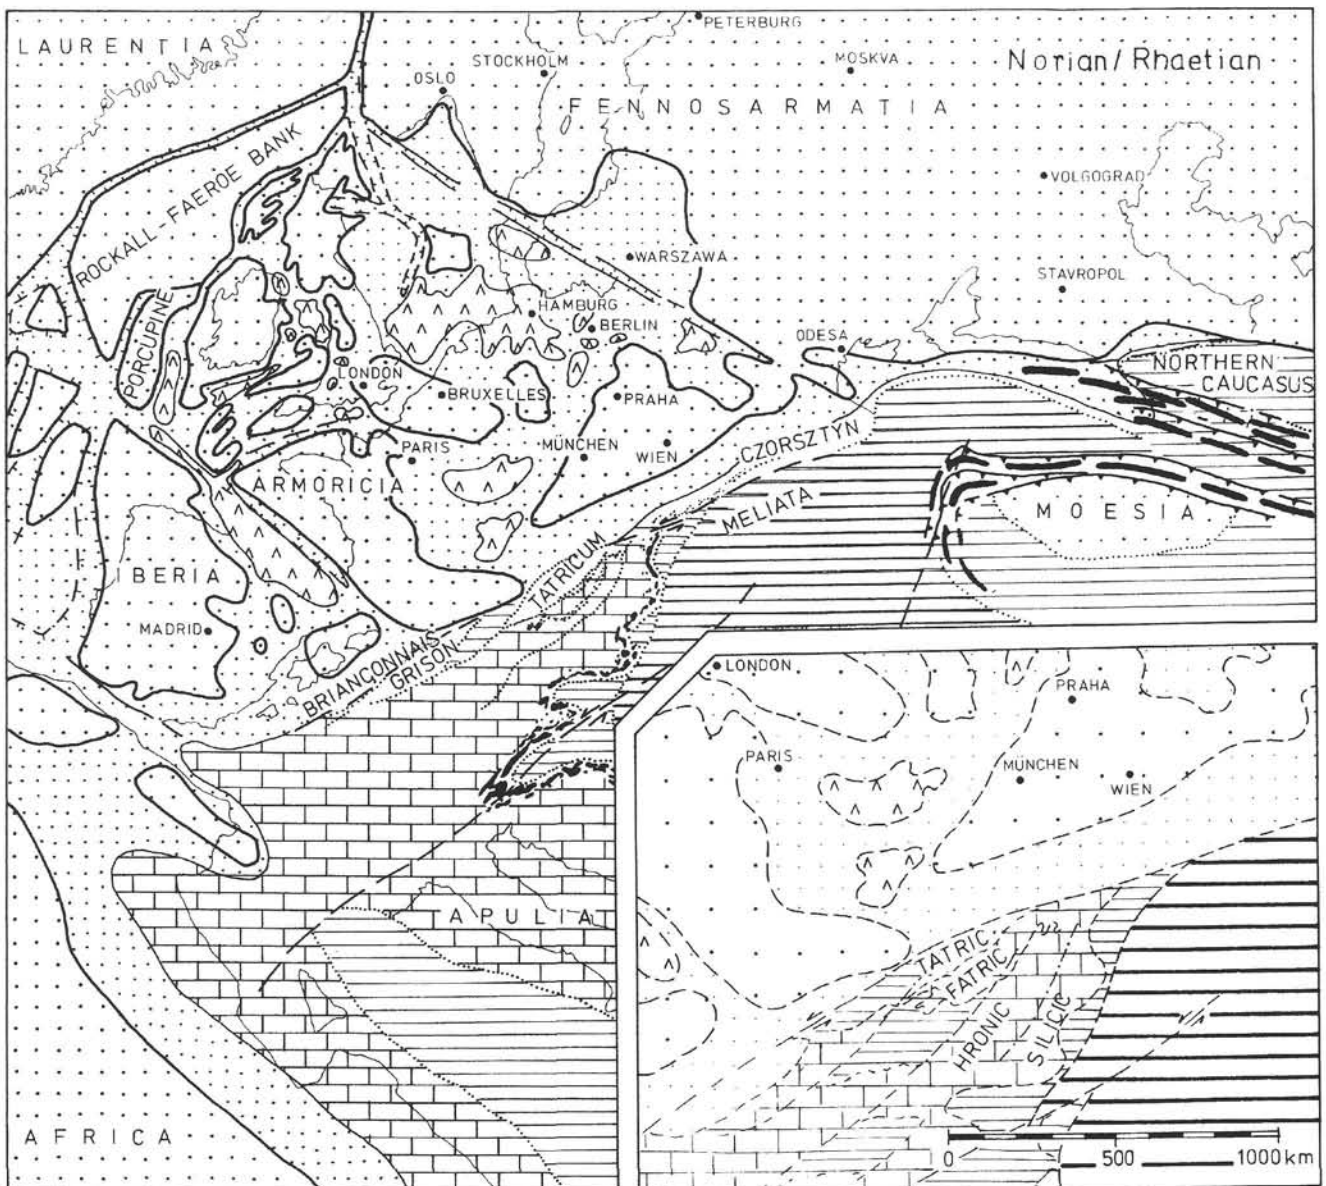 LAURENTIA
PETERBURG
STOCKHOLM
MOSKVA
Norian/Rhaetian
OSLO
FENNOSARMATIA
ROCKALL-FAEROE BANK
VOLGOGRAD
WARSZAWA
STAVROPOL
PORCUPINE
HAMBURG
BERLIN
ODESA
NORTHERN
CAUCASUS
LONDON
BRUXELLES
PRAHA
PARIS
MÜNCHEN
WIEN
CZORSZTYN
ARMORICIA
MELIATA
MOESIA
IBERIA
TATRICUM
MADRID
BRIANCONNAIS
GRISON
LONDON
PRAHA
PARIS
MÜNCHEN
WIEN
APULIA
TATRIC
FATRIC
HRONIC
SILICIC
AFRICA
0 500 1000 km